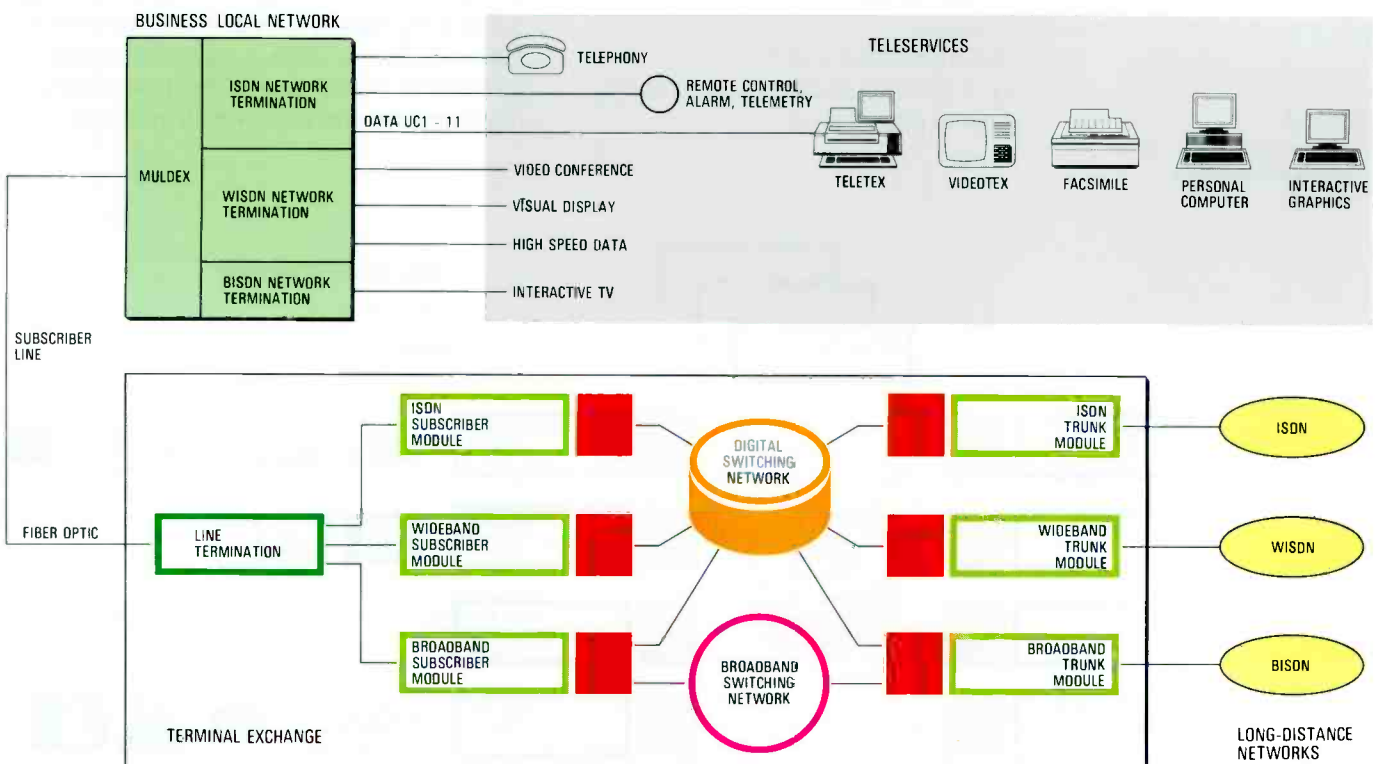 BUSINESS LOCAL NETWORK
MULDEX
ISDN NETWORK
TERMINATION
WISDN NETWORK
TERMINATION
BISDN NETWORK
TERMINATION
TELESERVICES
TELEPHONY
REMOTE CONTROL,
ALARM, TELEMETRY
DATA UC1 - 11
VIDEO CONFERENCE
VISUAL DISPLAY
HIGH SPEED DATA
INTERACTIVE TV
TELETEX
VIDEOTEX
FACSIMILE
PERSONAL
COMPUTER
INTERACTIVE
GRAPHICS
SUBSCRIBER
LINE
FIBER OPTIC
LINE
TERMINATION
ISDN
SUBSCRIBER
MODULE
WIDEBAND
SUBSCRIBER
MODULE
BROADBAND
SUBSCRIBER
MODULE
DIGITAL
SWITCHING
NETWORK
BROADBAND
SWITCHING
NETWORK
ISDN
TRUNK
MODULE
WIDEBAND
TRUNK
MODULE
BROADBAND
TRUNK
MODULE
ISDN
WISDN
BISDN
TERMINAL EXCHANGE
LONG-DISTANCE
NETWORKS